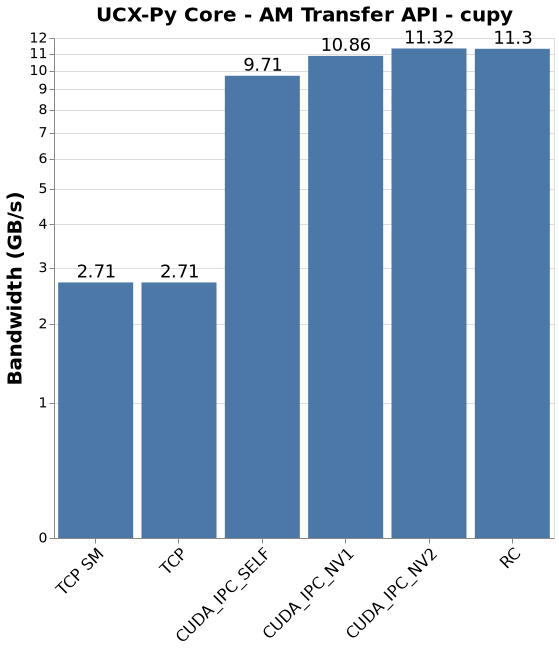 UCX-Py Core - AM Transfer API - cupy
Bandwidth (GB/s)
12
11
10
9
8
7
6
5
4
3
2
1
0
2.71
2.71
9.71
10.86
11.32
11.3
TCP SM
TCP
CUDA_IPC_SELF
CUDA_IPC_NV1
CUDA_IPC_NV2
RC